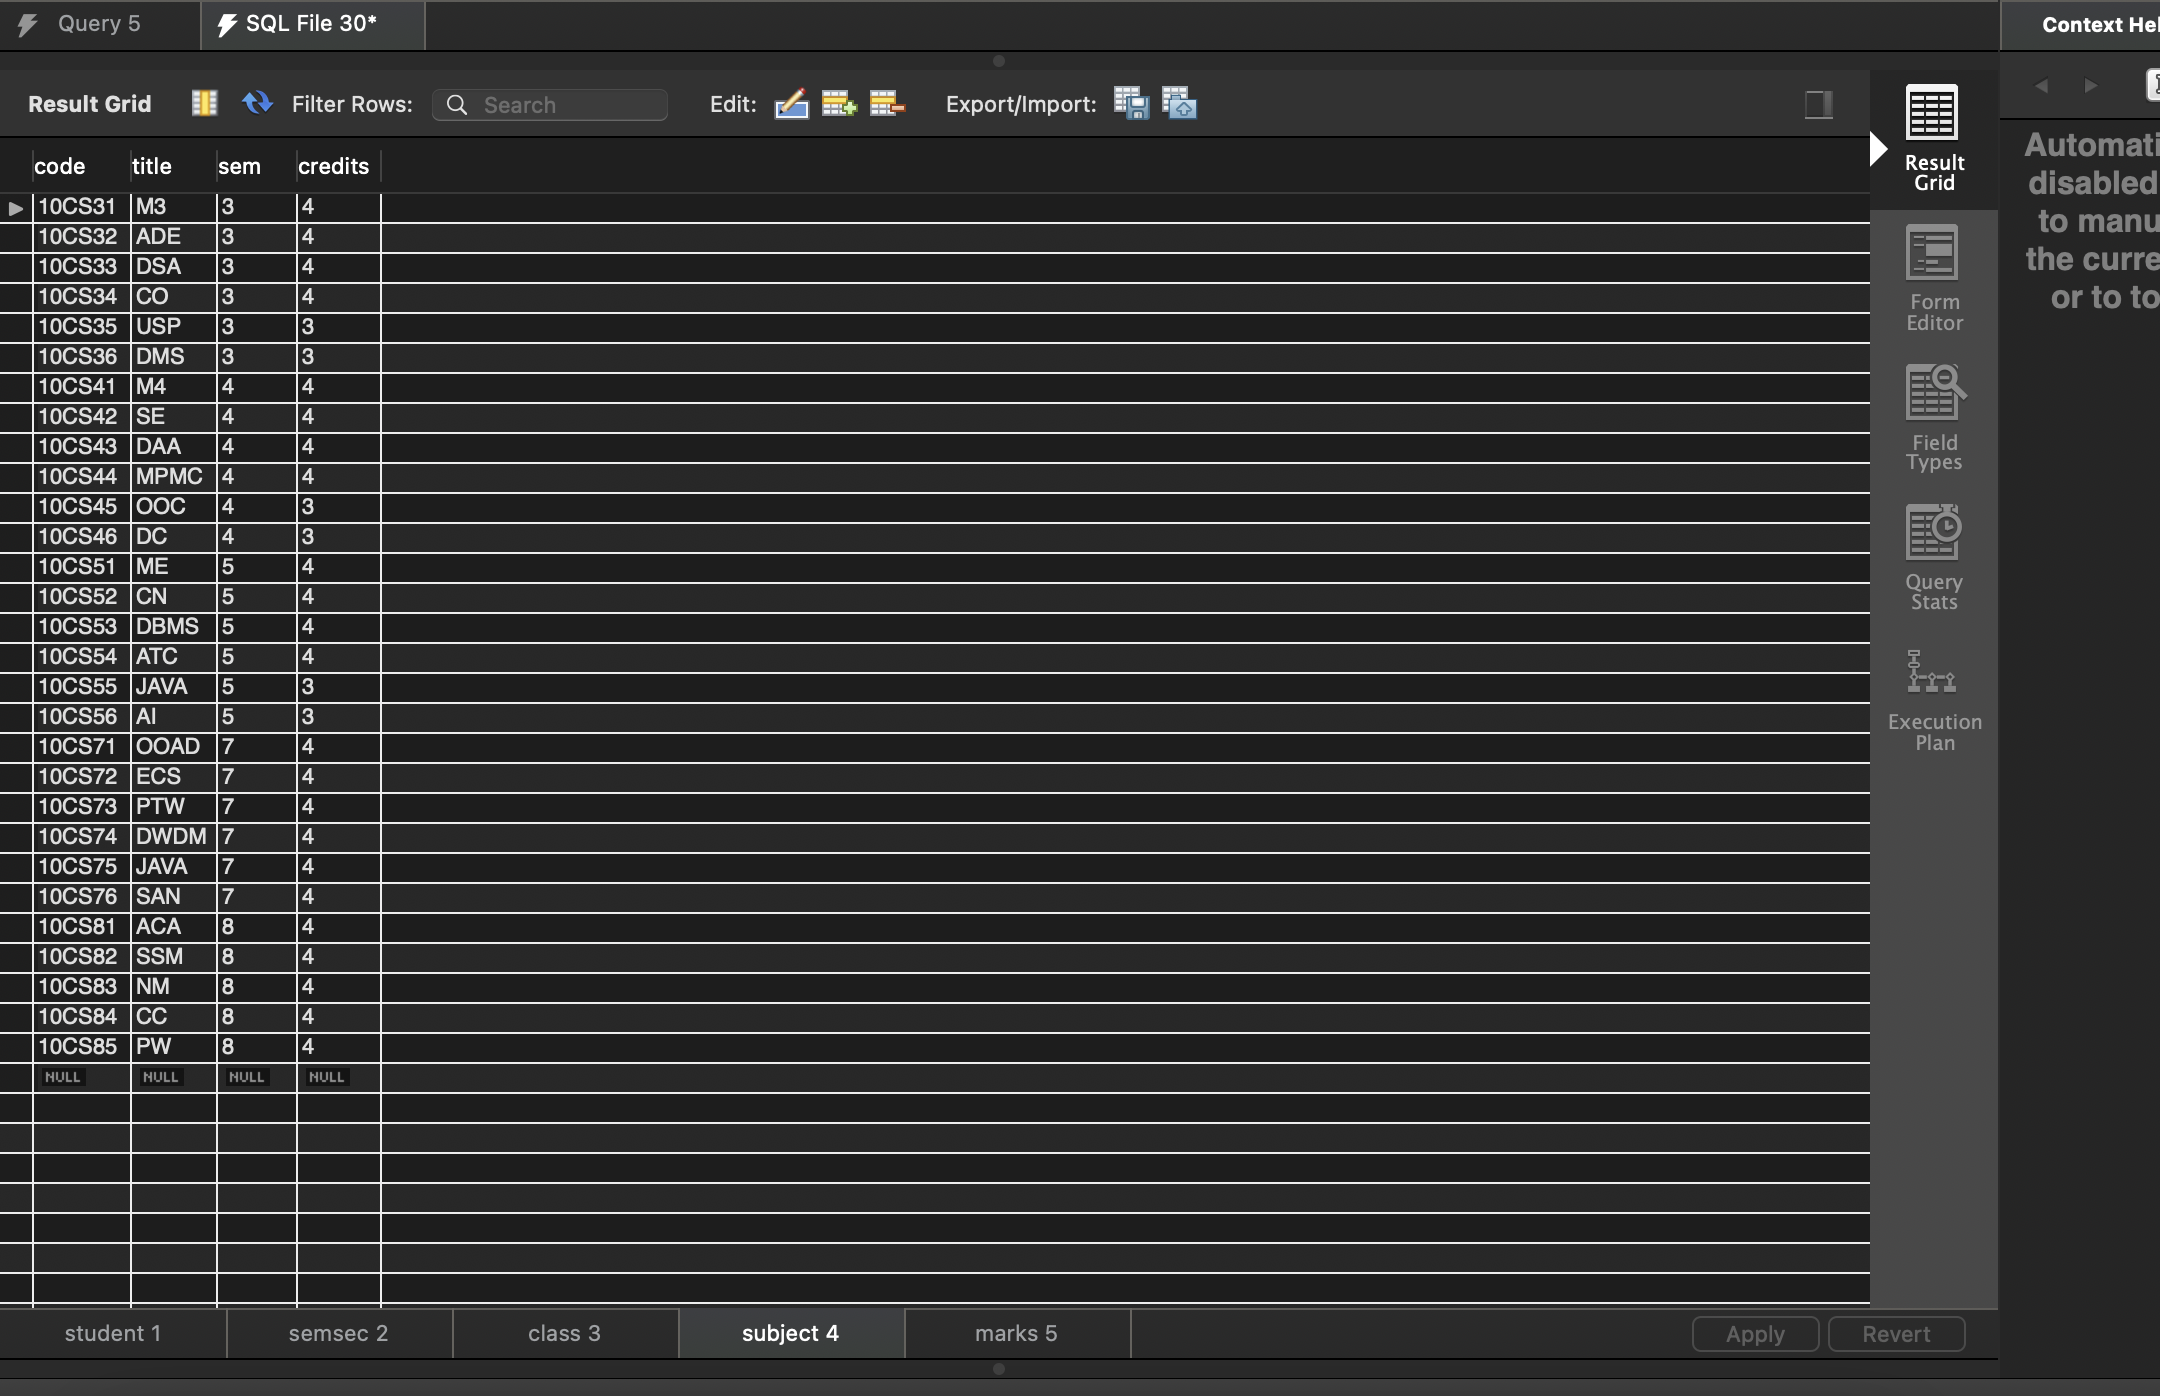 Query 5 SQL File 30* Context Hel
Result Grid Filter Rows: Search Edit: Export/Import:
code title sem credits
10CS31 M3 3 4
10CS32 ADE 3 4
10CS33 DSA 3 4
10CS34 CO 3 4
10CS35 USP 3 3
10CS36 DMS 3 3
10CS41 M4 4 4
10CS42 SE 4 4
10CS43 DAA 4 4
10CS44 MPMC 4 4
10CS45 OOC 4 3
10CS46 DC 4 3
10CS51 ME 5 4
10CS52 CN 5 4
10CS53 DBMS 5 4
10CS54 ATC 5 4
10CS55 JAVA 5 3
10CS56 AI 5 3
10CS71 OOAD 7 4
10CS72 ECS 7 4
10CS73 PTW 7 4
10CS74 DWDM 7 4
10CS75 JAVA 7 4
10CS76 SAN 7 4
10CS81 ACA 8 4
10CS82 SSM 8 4
10CS83 NM 8 4
10CS84 CC 8 4
10CS85 PW 8 4
NULL NULL NULL NULL
Result
Grid
Form
Editor
Field
Types
Query
Stats
Execution
Plan
Automati
disabled
to manu
the curre
or to to
student 1 semsec 2 class 3 subject 4 marks 5 Apply Revert